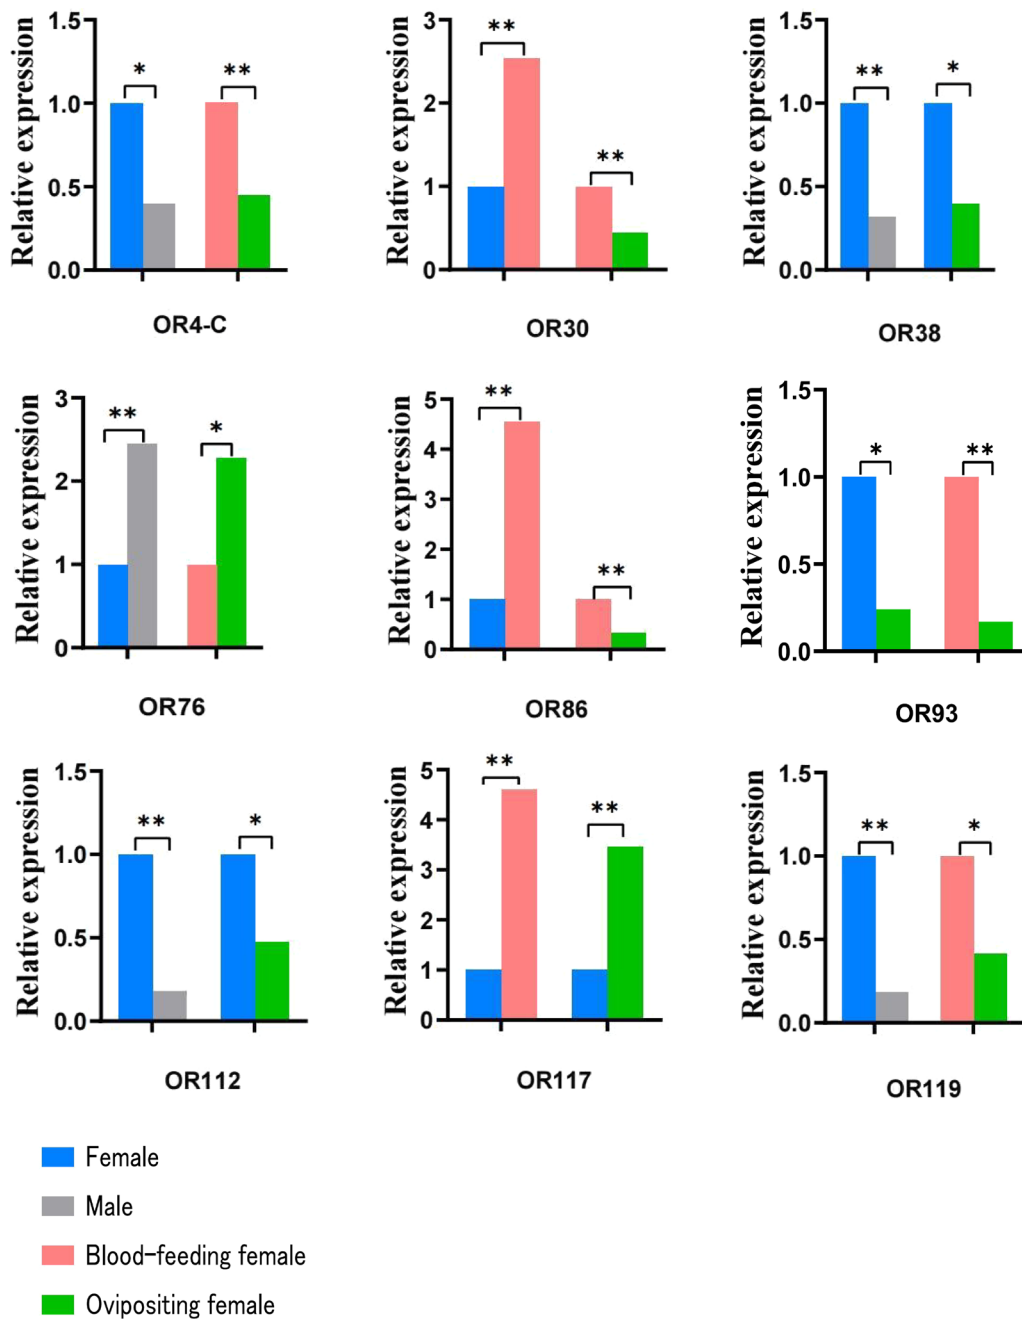 Relative expression
1.5
1.0
0.5
0.0
*
**
OR4-C
Relative expression
3
2
1
0
**
**
OR30
Relative expression
1.5
1.0
0.5
0.0
**
*
OR38
Relative expression
3
2
1
0
**
*
OR76
Relative expression
5
4
3
2
1
0
**
**
OR86
Relative expression
1.5
1.0
0.5
0.0
*
**
OR93
Relative expression
1.5
1.0
0.5
0.0
**
*
OR112
Relative expression
5
4
3
2
1
0
**
**
OR117
Relative expression
1.5
1.0
0.5
0.0
**
*
OR119
Female
Male
Blood-feeding female
Ovipositing female